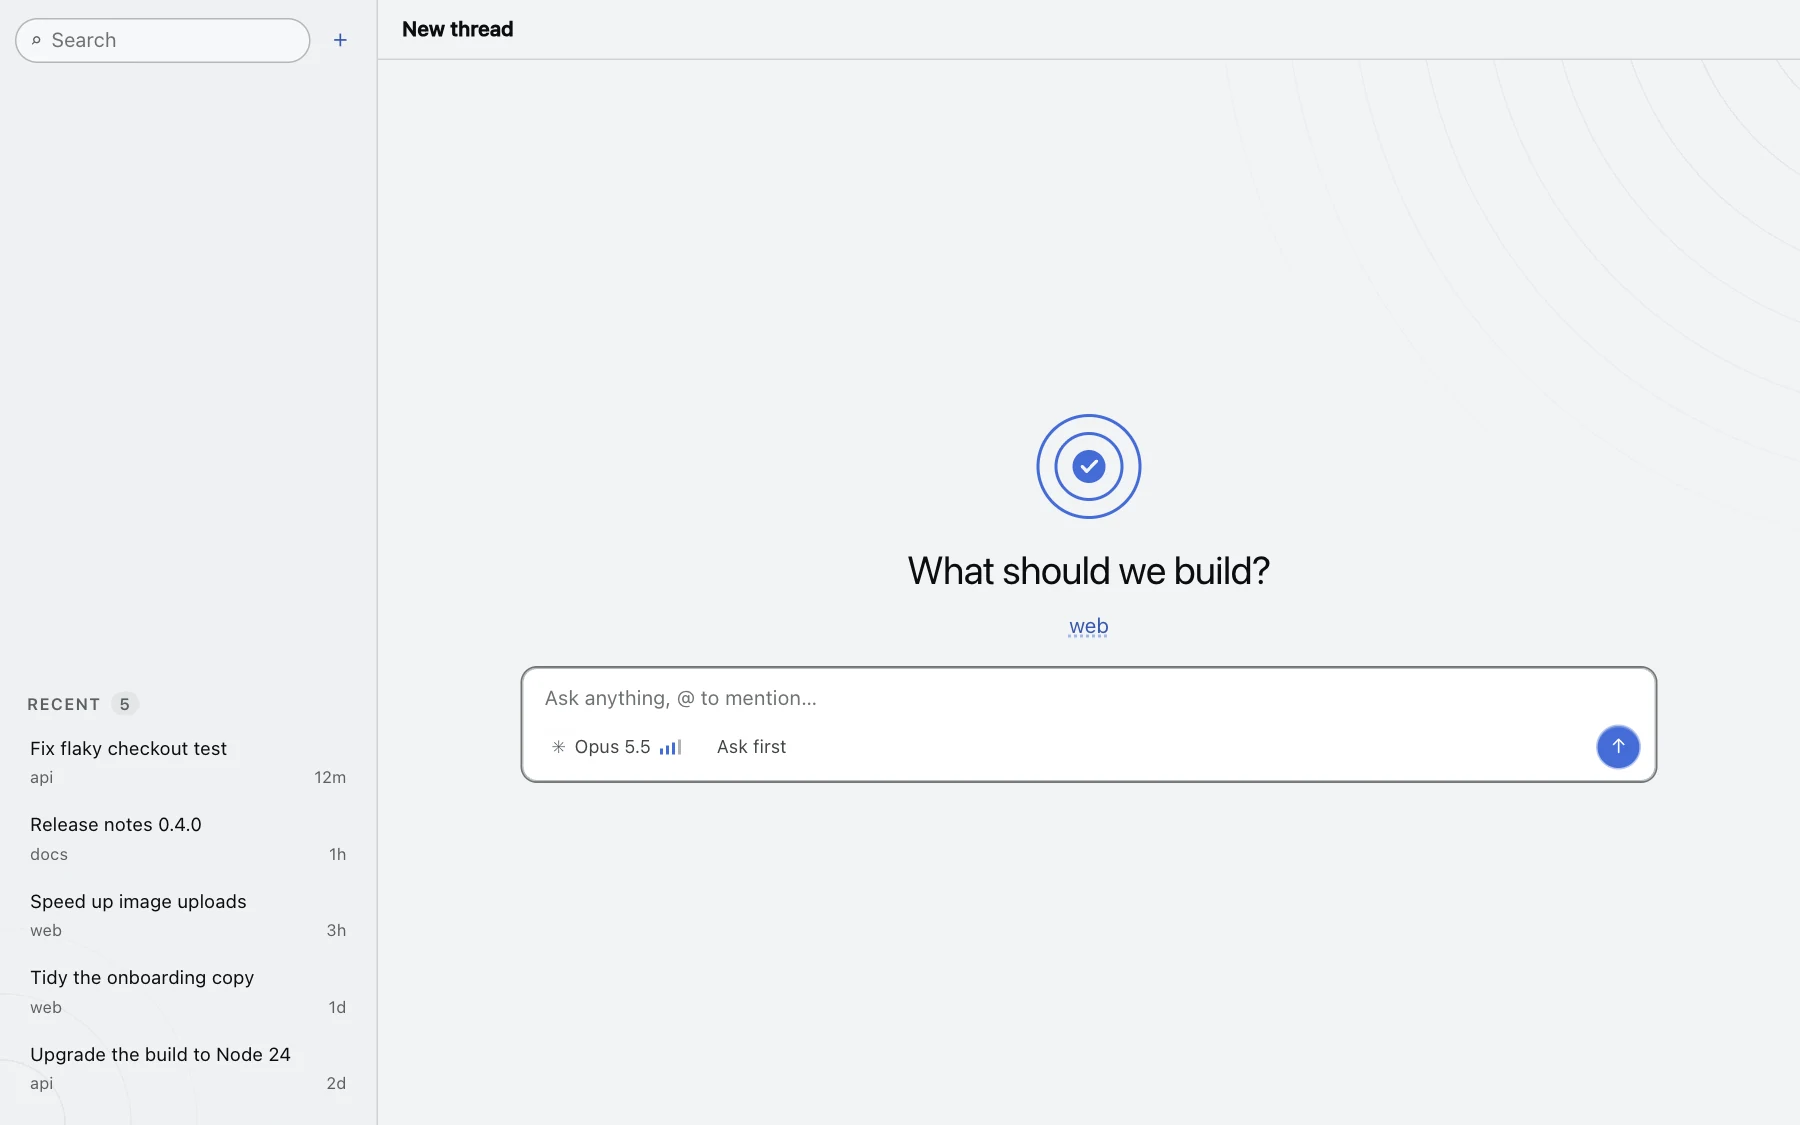 Search
+
New thread
What should we build?
web
Ask anything, @ to mention...
Opus 5.5
Ask first
RECENT 5
Fix flaky checkout test
api 12m
Release notes 0.4.0
docs 1h
Speed up image uploads
web 3h
Tidy the onboarding copy
web 1d
Upgrade the build to Node 24
api 2d